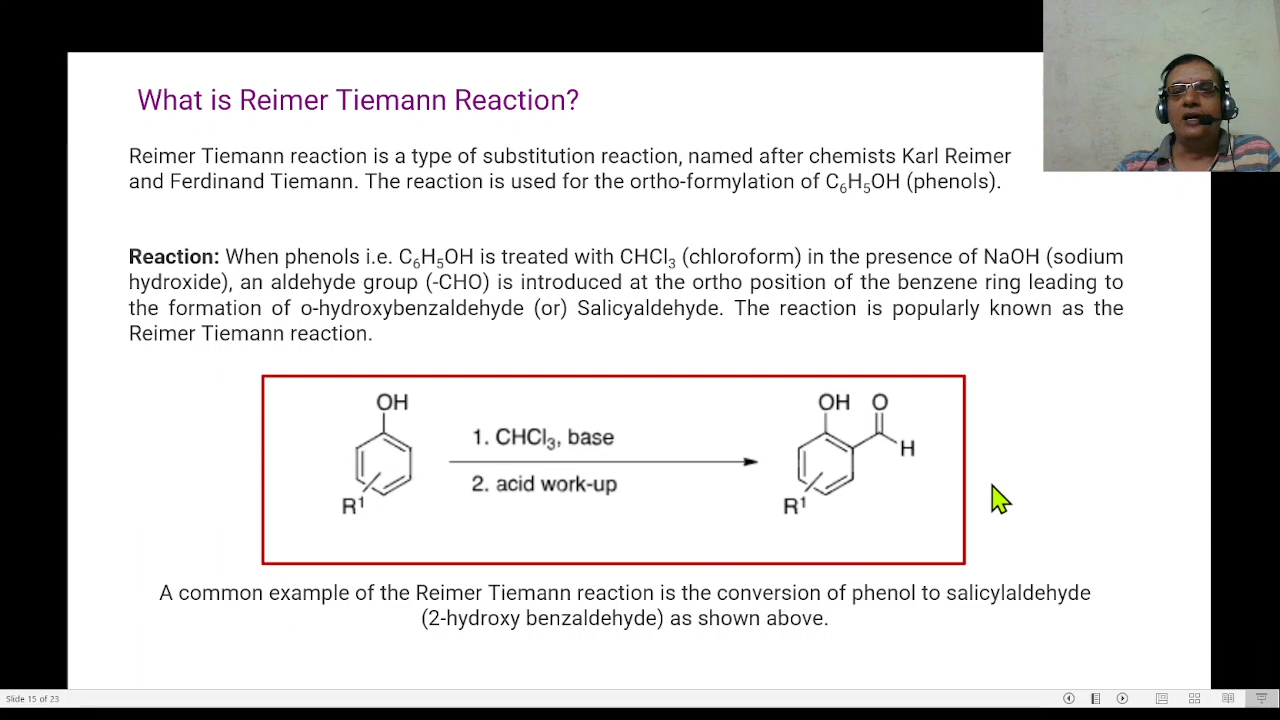 What is Reimer Tiemann Reaction?
Reimer Tiemann reaction is a type of substitution reaction, named after chemists Karl Reimer
and Ferdinand Tiemann. The reaction is used for the ortho-formylation of C₆H₅OH (phenols).
Reaction: When phenols i.e. C₆H₅OH is treated with CHCl₃ (chloroform) in the presence of NaOH (sodium
hydroxide), an aldehyde group (-CHO) is introduced at the ortho position of the benzene ring leading to
the formation of o-hydroxybenzaldehyde (or) Salicyaldehyde. The reaction is popularly known as the
Reimer Tiemann reaction.
OH
R¹
1. CHCl₃, base
2. acid work-up
OH O
H
R¹
A common example of the Reimer Tiemann reaction is the conversion of phenol to salicylaldehyde
(2-hydroxy benzaldehyde) as shown above.
Slide 15 of 23